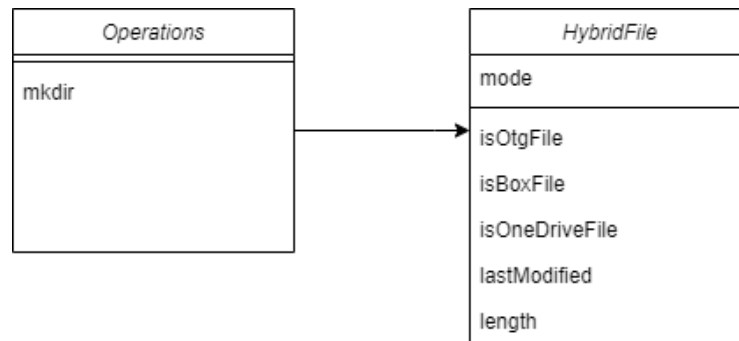 Operations
mkdir
HybridFile
mode
isOtgFile
isBoxFile
isOneDriveFile
lastModified
length